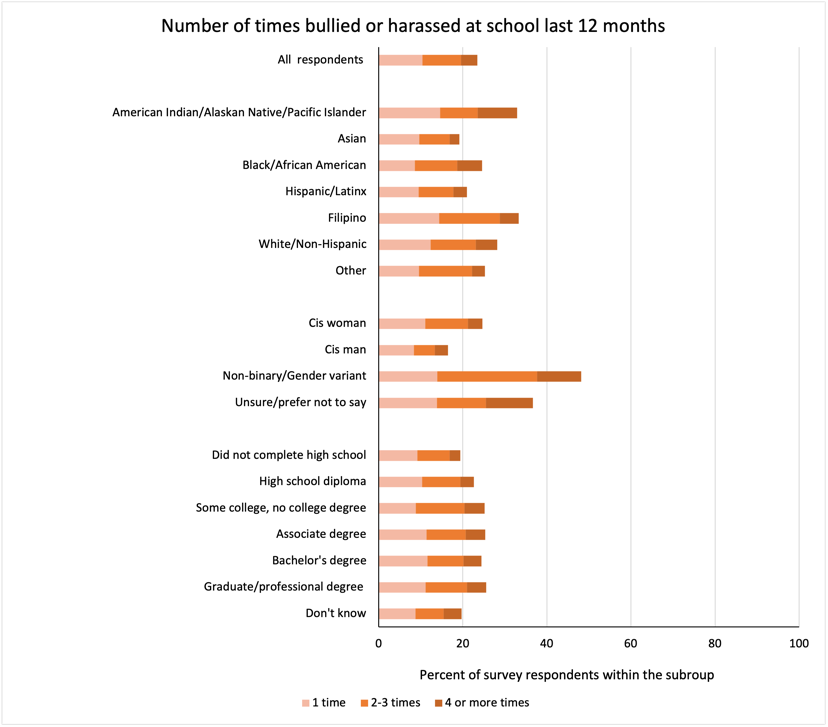 Number of times bullied or harassed at school last 12 months
All respondents
American Indian/Alaskan Native/Pacific Islander
Asian
Black/African American
Hispanic/Latinx
Filipino
White/Non-Hispanic
Other
Cis woman
Cis man
Non-binary/Gender variant
Unsure/prefer not to say
Did not complete high school
High school diploma
Some college, no college degree
Associate degree
Bachelor's degree
Graduate/professional degree
Don't know
0 20 40 60 80 100
Percent of survey respondents within the subroup
1 time 2-3 times 4 or more times